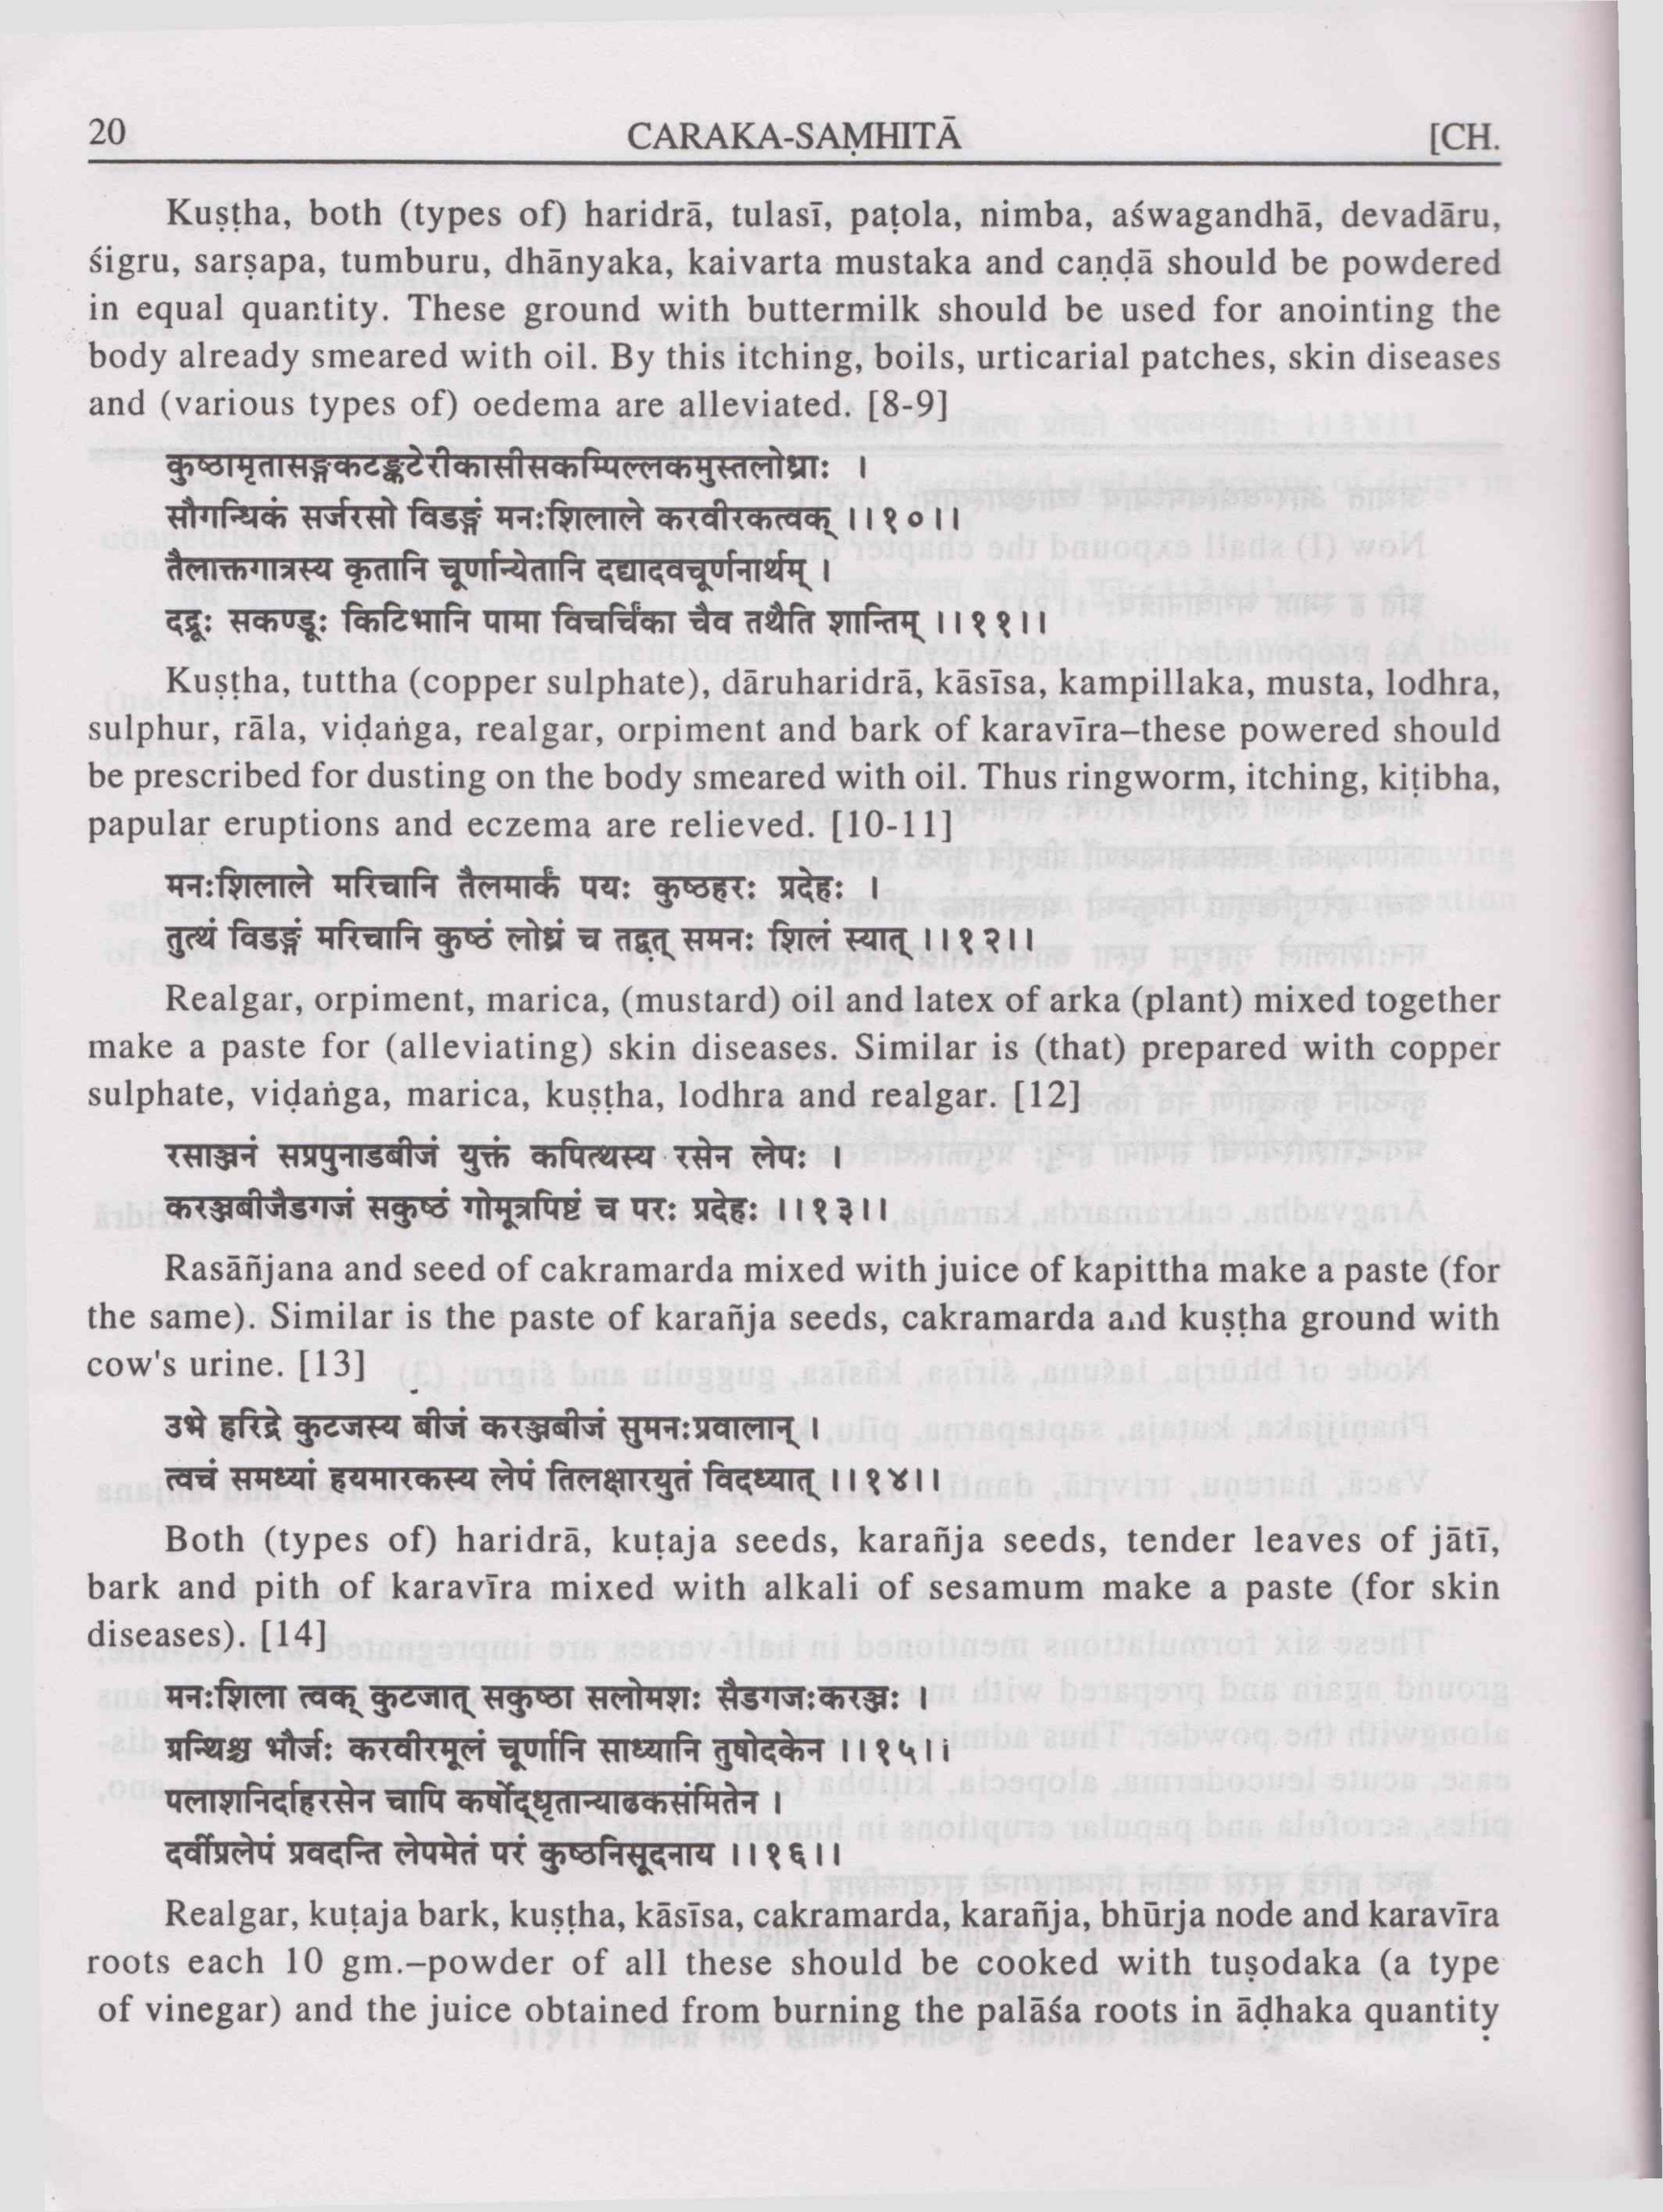 20 CARAKA-SAṂHITĀ [CH.
Kuṣṭha, both (types of) haridrā, tulasī, paṭola, nimba, aśwagandhā, devadāru,
śigru, sarṣapa, tumburu, dhānyaka, kaivarta mustaka and caṇḍā should be powdered
in equal quantity. These ground with buttermilk should be used for anointing the
body already smeared with oil. By this itching, boils, urticarial patches, skin diseases
and (various types of) oedema are alleviated. [8-9]
कुष्ठामृतासङ्गकटङ्कटेरीकासीसकम्पिल्लकमुस्तलोध्राः ।
सौगन्धिकं सर्जरसो विडङ्गं मनःशिलाले करवीरकत्वक् ।।१०।।
तैलाक्तगात्रस्य कृतानि चूर्णान्येतानि दद्यादवचूर्णनार्थम् ।
दद्रूः सकण्डूः किटिभानि पामा विचर्चिका चैव तथैति शान्तिम् ।।११।।
Kuṣṭha, tuttha (copper sulphate), dāruharidrā, kāsīsa, kampillaka, musta, lodhra,
sulphur, rāla, viḍaṅga, realgar, orpiment and bark of karavīra–these powered should
be prescribed for dusting on the body smeared with oil. Thus ringworm, itching, kiṭibha,
papular eruptions and eczema are relieved. [10-11]
मनःशिलाले मरिचानि तैलमार्कं पयः कुष्ठहरः प्रदेहः ।
तुत्थं विडङ्गं मरिचानि कुष्ठं लोध्रं च तद्वत् समनः शिलं स्यात् ।।१२।।
Realgar, orpiment, marica, (mustard) oil and latex of arka (plant) mixed together
make a paste for (alleviating) skin diseases. Similar is (that) prepared with copper
sulphate, viḍaṅga, marica, kuṣṭha, lodhra and realgar. [12]
रसाञ्जनं सप्रपुनाडबीजं युक्तं कपित्थस्य रसेन लेपः ।
करञ्जबीजैडगजं सकुष्ठं गोमूत्रपिष्टं च परः प्रदेहः ।।१३।।
Rasāñjana and seed of cakramarda mixed with juice of kapittha make a paste (for
the same). Similar is the paste of karañja seeds, cakramarda and kuṣṭha ground with
cow's urine. [13]
उभे हरिद्रे कुटजस्य बीजं करञ्जबीजं सुमनःप्रवालान् ।
त्वचं समध्यां हयमारकस्य लेपं तिलक्षारयुतं विदध्यात् ।।१४।।
Both (types of) haridrā, kuṭaja seeds, karañja seeds, tender leaves of jātī,
bark and pith of karavīra mixed with alkali of sesamum make a paste (for skin
diseases). [14]
मनःशिला त्वक् कुटजात् सकुष्ठा सलोमशः सैडगजःकरञ्जः ।
ग्रन्थिश्च भौर्जः करवीरमूलं चूर्णानि साध्यानि तुषोदकेन ।।१५।।
पलाशनिर्दाहरसेन चापि कर्षोद्धृतान्याढकसंमितेन ।
दर्वीप्रलेपं प्रवदन्ति लेपमेतं परं कुष्ठनिसूदनाय ।।१६।।
Realgar, kuṭaja bark, kuṣṭha, kāsīsa, cakramarda, karañja, bhūrja node and karavīra
roots each 10 gm.–powder of all these should be cooked with tuṣodaka (a type
of vinegar) and the juice obtained from burning the palāśa roots in āḍhaka quantity